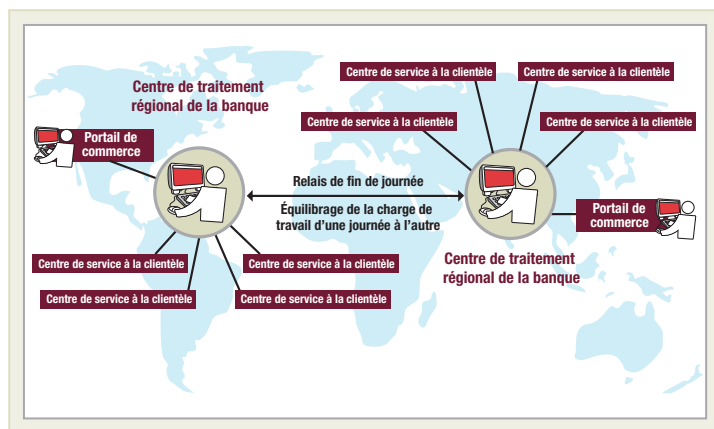 Centre de service à la clientèle
Centre de service à la clientèle
Centre de traitement
régional de la banque
Centre de service à la clientèle
Centre de service à la clientèle
Portail de
commerce
Relais de fin de journée
Équilibrage de la charge de
travail d'une journée à l'autre
Portail de
commerce
Centre de service à la clientèle
Centre de service à la clientèle
Centre de traitement
régional de la banque
Centre de service à la clientèle
Centre de service à la clientèle